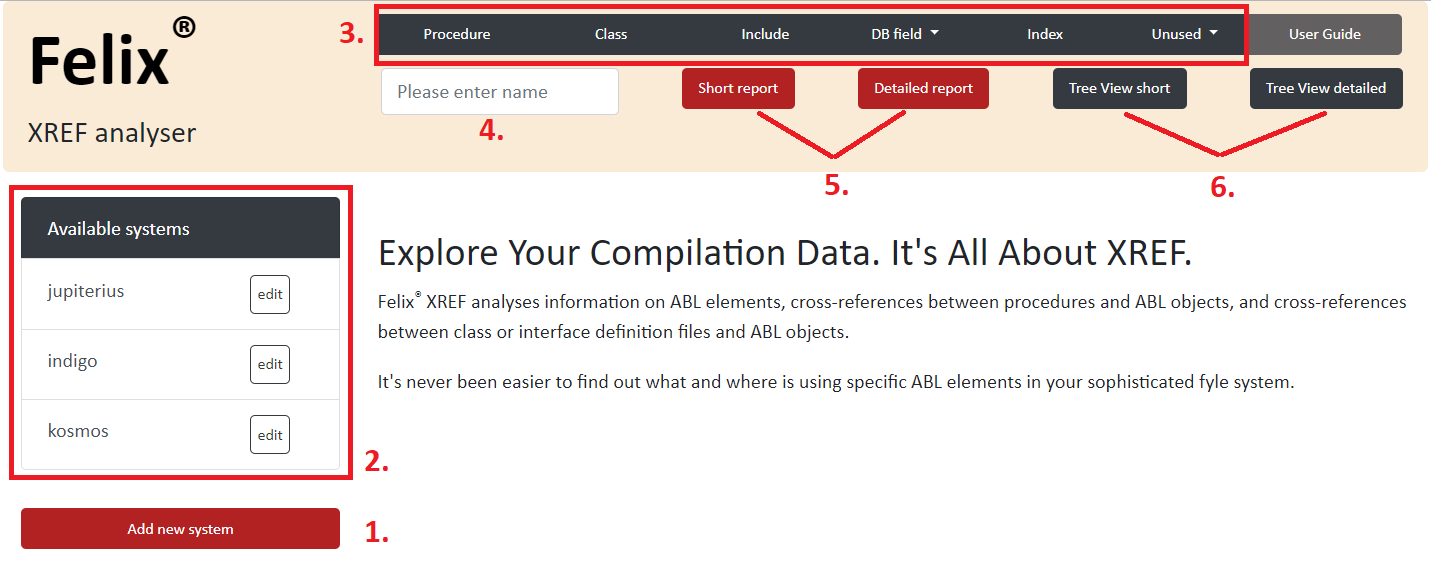 Felix®
XREF analyser
3.
Procedure Class Include DB field Index Unused User Guide
Please enter name Short report Detailed report Tree View short Tree View detailed
4.
5.
6.
Available systems
jupiterius edit
indigo edit
kosmos edit
2.
Add new system
1.
Explore Your Compilation Data. It's All About XREF.
Felix® XREF analyses information on ABL elements, cross-references between procedures and ABL objects, and cross-references
between class or interface definition files and ABL objects.
It's never been easier to find out what and where is using specific ABL elements in your sophisticated fyle system.